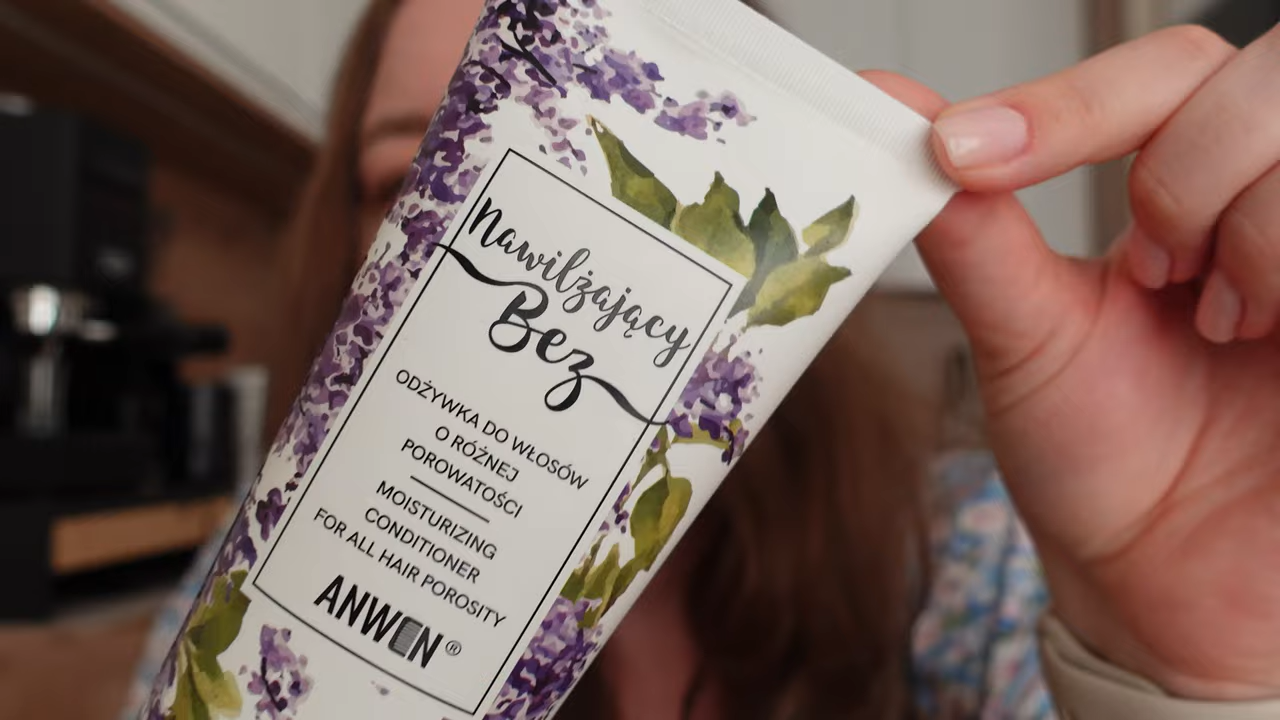 Nawilżający
Bez
ODŻYWKA DO WŁOSÓW
O RÓŻNEJ
POROWATOŚCI
MOISTURIZING
CONDITIONER
FOR ALL HAIR POROSITY
ANWEN®